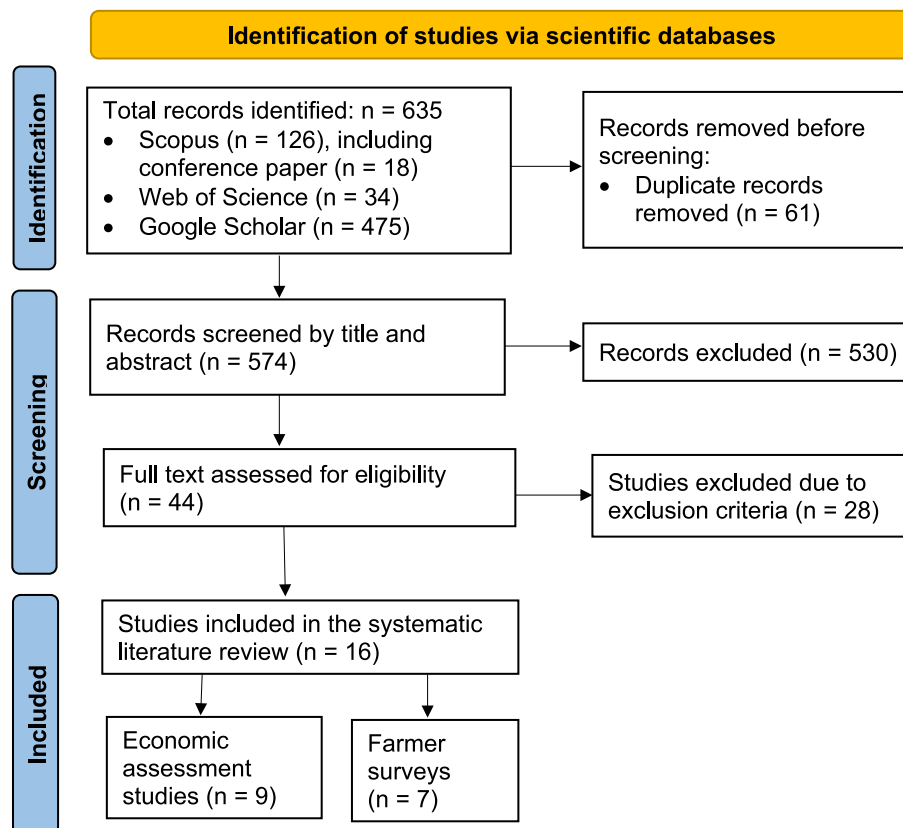 Identification of studies via scientific databases
Identification
Total records identified: n = 635
• Scopus (n = 126), including
conference paper (n = 18)
• Web of Science (n = 34)
• Google Scholar (n = 475)
Records removed before
screening:
• Duplicate records
removed (n = 61)
Screening
Records screened by title and
abstract (n = 574)
Records excluded (n = 530)
Full text assessed for eligibility
(n = 44)
Studies excluded due to
exclusion criteria (n = 28)
Included
Studies included in the systematic
literature review (n = 16)
Economic
assessment
studies (n = 9)
Farmer
surveys
(n = 7)